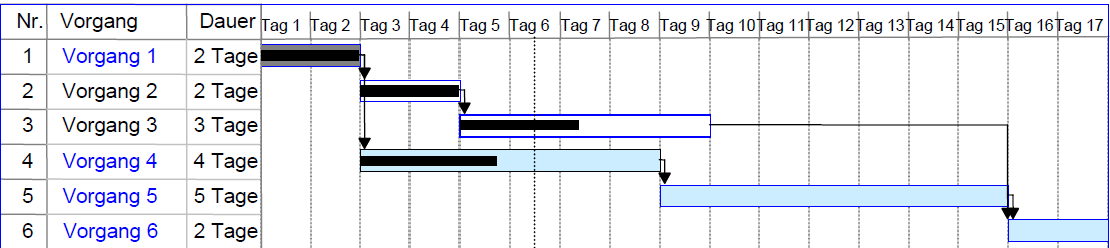 Nr. Vorgang Dauer Tag 1 Tag 2 Tag 3 Tag 4 Tag 5 Tag 6 Tag 7 Tag 8 Tag 9 Tag 10 Tag 11 Tag 12 Tag 13 Tag 14 Tag 15 Tag 16 Tag 17
1 Vorgang 1 2 Tage
2 Vorgang 2 2 Tage
3 Vorgang 3 3 Tage
4 Vorgang 4 4 Tage
5 Vorgang 5 5 Tage
6 Vorgang 6 2 Tage